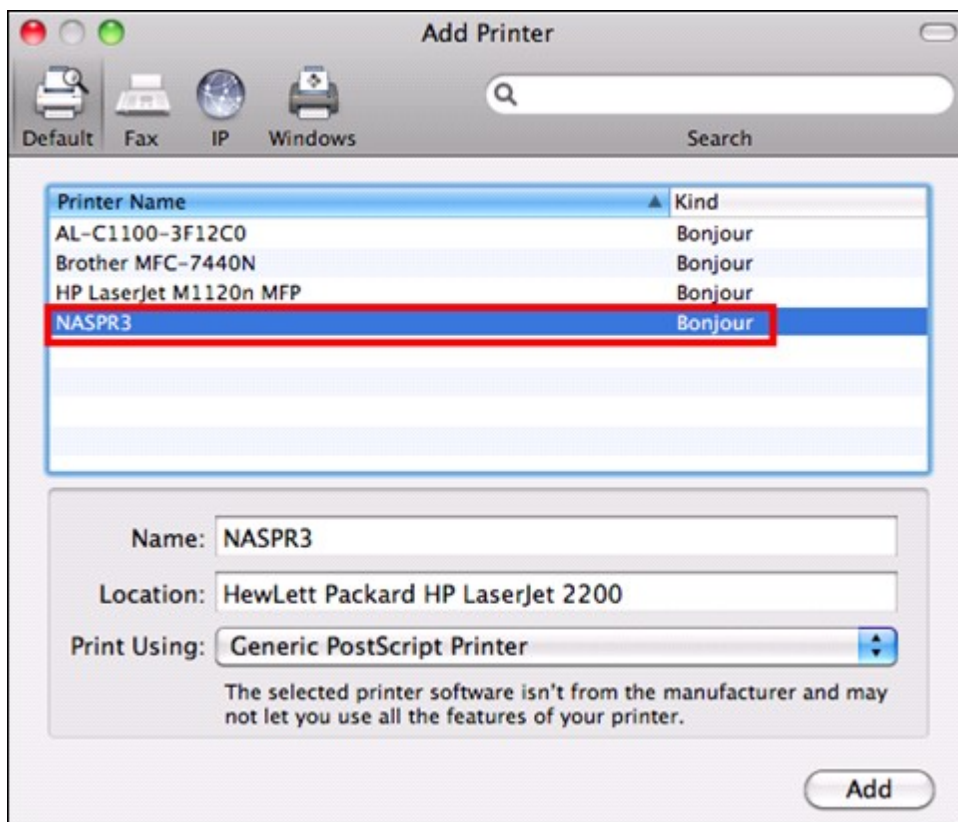 Add Printer
Default Fax IP Windows Search
Printer Name Kind
AL-C1100-3F12C0 Bonjour
Brother MFC-7440N Bonjour
HP LaserJet M1120n MFP Bonjour
NASPR3 Bonjour
Name: NASPR3
Location: HewLett Packard HP LaserJet 2200
Print Using: Generic PostScript Printer
The selected printer software isn't from the manufacturer and may
not let you use all the features of your printer.
Add